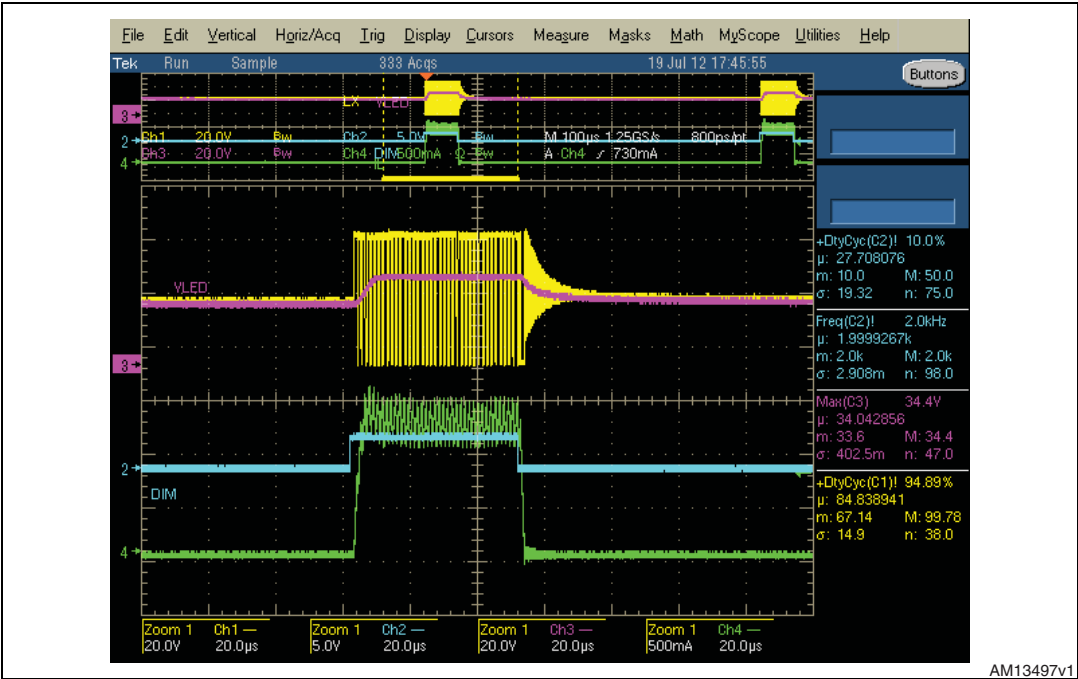 File Edit Vertical Horiz/Acq Trig Display Cursors Measure Masks Math MyScope Utilities Help
Tek Run Sample 333 Acqs 19 Jul 12 17:45:55
Buttons
LX VLED
3
Ch1 20.0V Bw Ch2 5.0V Bw M 100µs 1.25GS/s 800ps/pt
2
Ch3 20.0V Bw Ch4 500mA Ω Bw A Ch4 730mA
DIM
4
+DtyCyc(C2)! 10.0%
µ: 27.708076
m: 10.0 M: 50.0
σ: 19.32 n: 75.0
VLED
Freq(C2)! 2.0kHz
µ: 1.9999267k
m: 2.0k M: 2.0k
σ: 2.908m n: 98.0
3
Max(C3) 34.4V
µ: 34.042856
m: 33.6 M: 34.4
σ: 402.5m n: 47.0
2
DIM
+DtyCyc(C1)! 94.89%
µ: 84.838941
m: 67.14 M: 99.78
σ: 14.9 n: 38.0
4
Zoom 1 Ch1 Zoom 1 Ch2 Zoom 1 Ch3 Zoom 1 Ch4
20.0V 20.0µs 5.0V 20.0µs 20.0V 20.0µs 500mA 20.0µs
AM13497v1